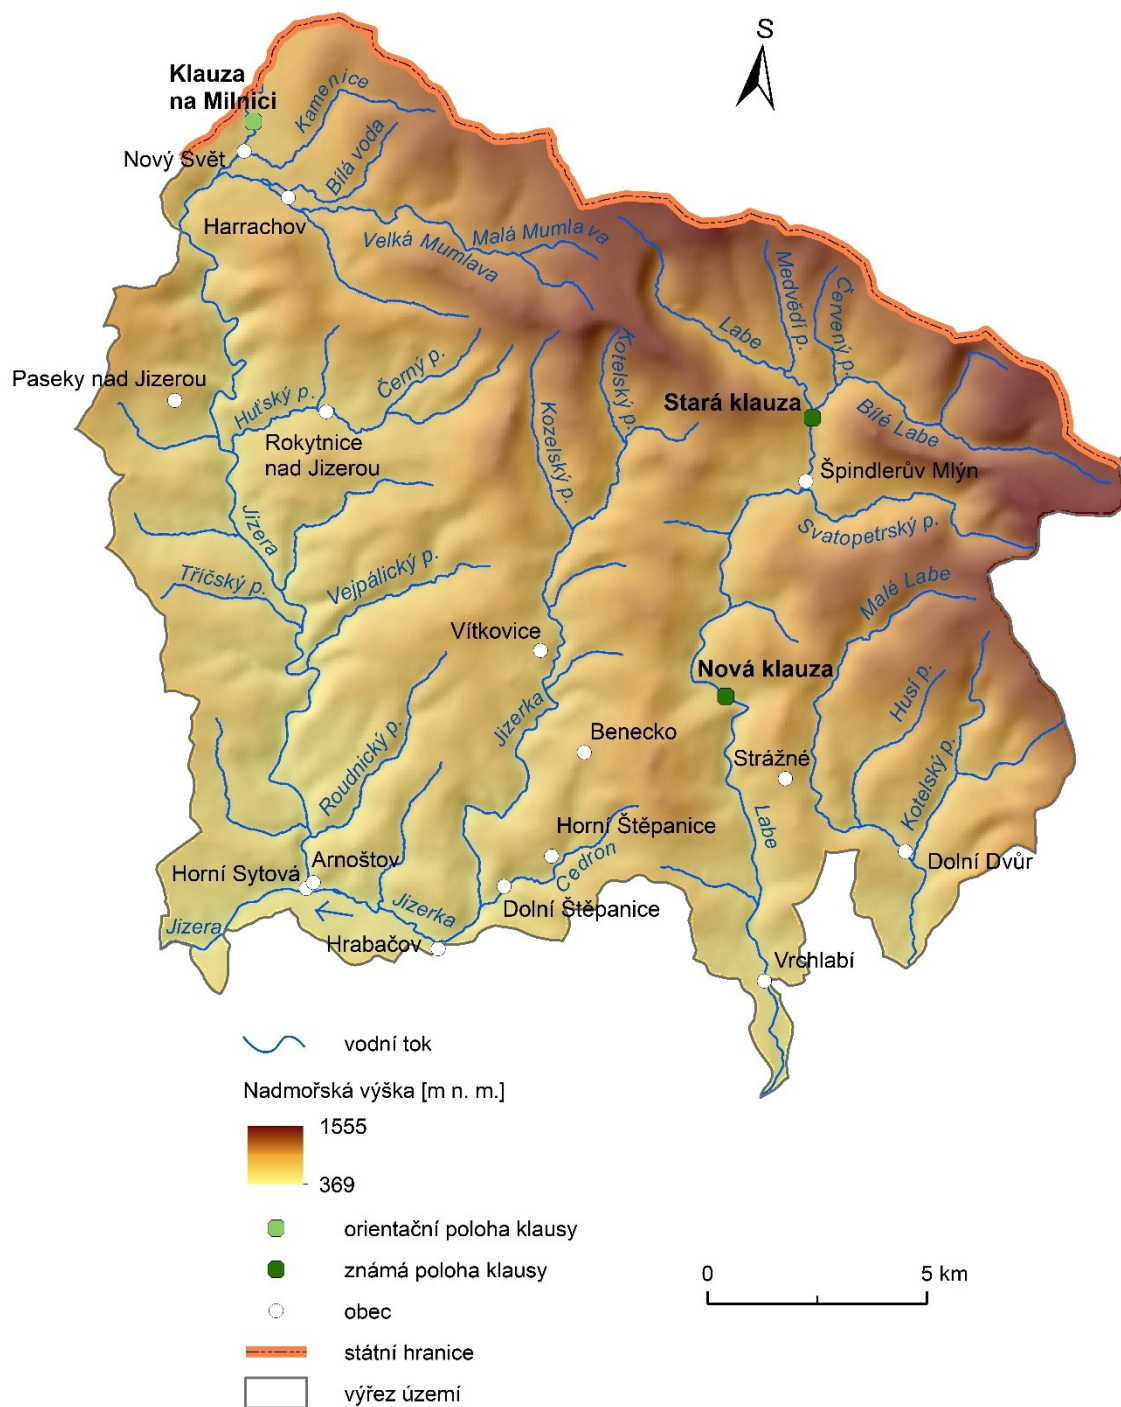 S
Klauza
na Milnici
Kamenice
Nový Svět
Bílá voda
Harrachov
Malá Mumlava
Velká Mumlava
Medvědí p.
Červený p.
Labe
Kotelský p.
Paseky nad Jizerou
Huťský p.
Černý p.
Kozelský p.
Stará klauza
Bílé Labe
Rokytnice
nad Jizerou
Špindlerův Mlýn
Jizera
Svatopetrský p.
Tříčský p.
Vejpálický p.
Malé Labe
Vítkovice
Nová klauza
Husí p.
Jizerka
Benecko
Strážné
Roudnický p.
Kotelský p.
Labe
Horní Štěpanice
Arnoštov
Horní Sytová
Cedron
Dolní Dvůr
Jizerka
Dolní Štěpanice
Jizera
Hrabačov
Vrchlabí
vodní tok
Nadmořská výška [m n. m.]
1555
369
orientační poloha klausy
známá poloha klausy
0 5 km
obec
státní hranice
výřez území